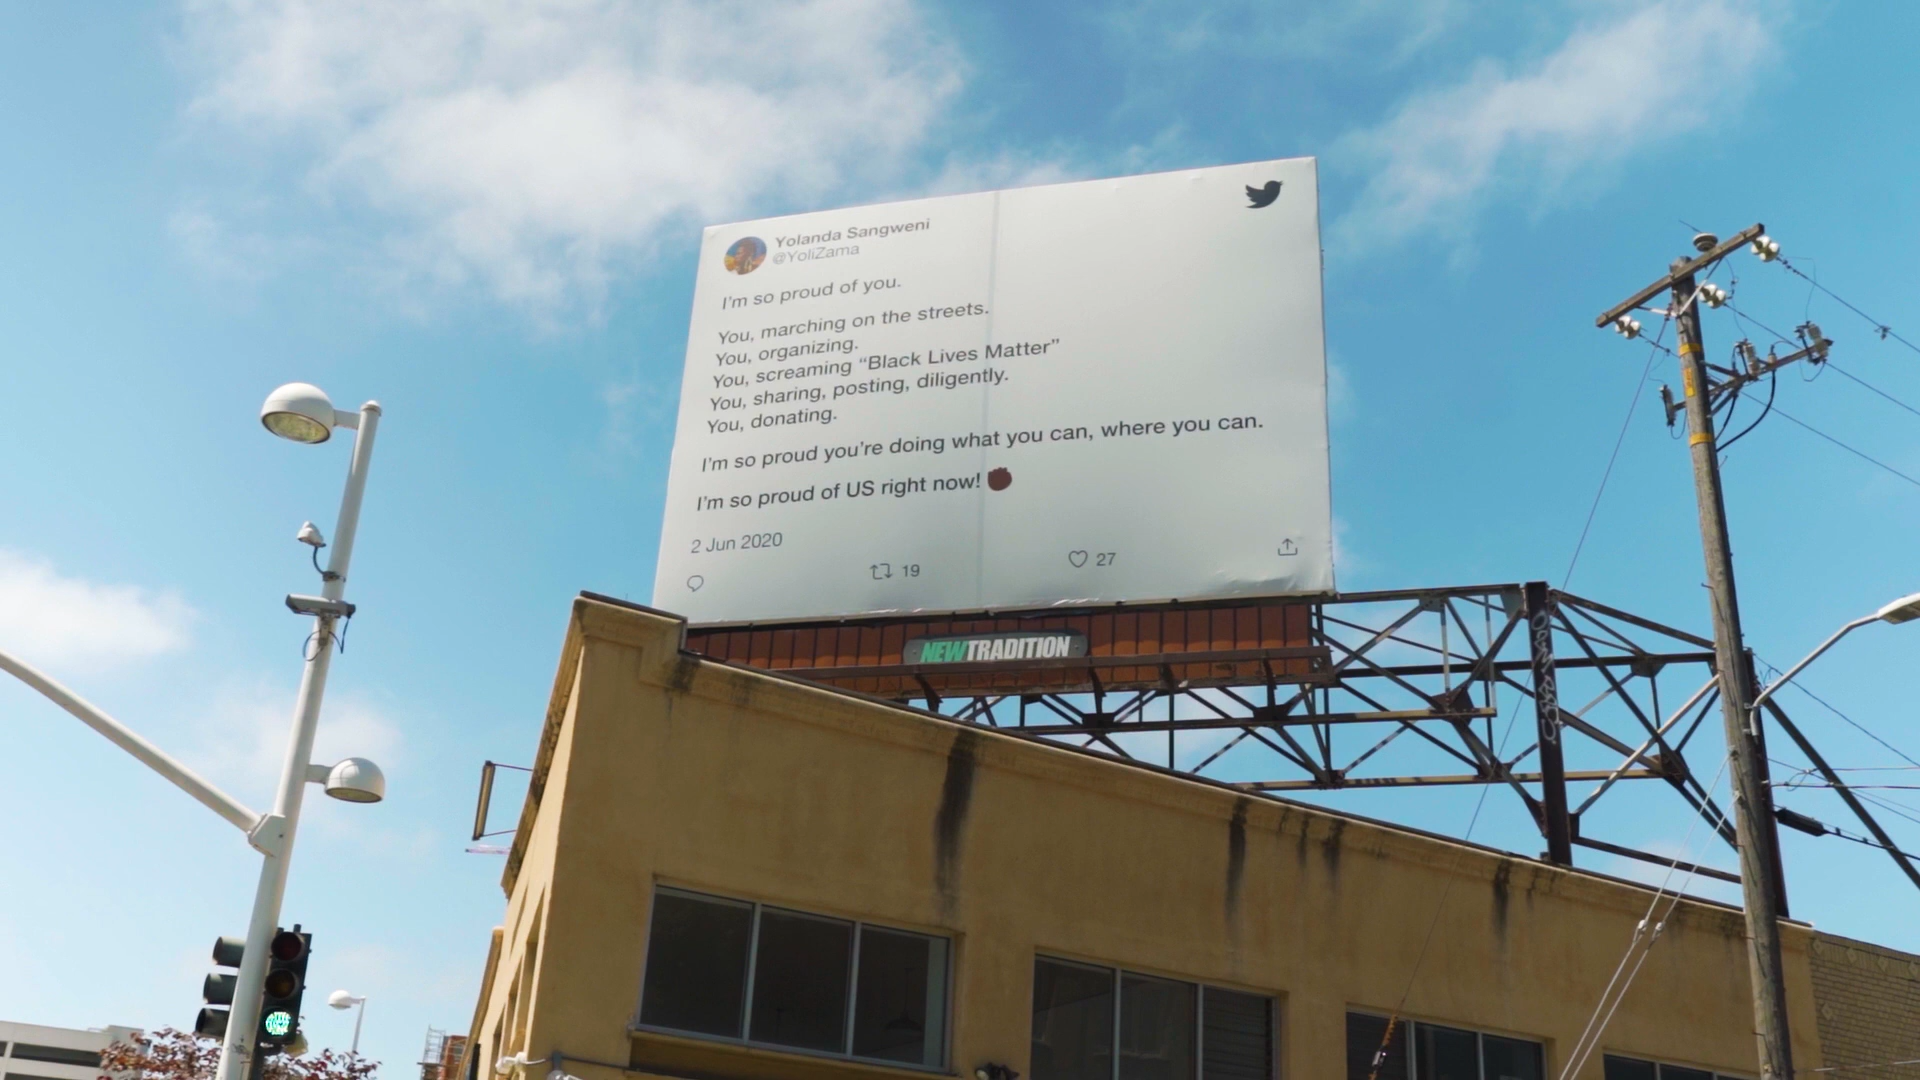 Yolanda Sangweni
@YoliZama
I'm so proud of you.
You, marching on the streets.
You, organizing.
You, screaming “Black Lives Matter”
You, sharing, posting, diligently.
You, donating.
I'm so proud you're doing what you can, where you can.
I'm so proud of US right now! ✊🏿
2 Jun 2020
19
27
NEWTRADITION